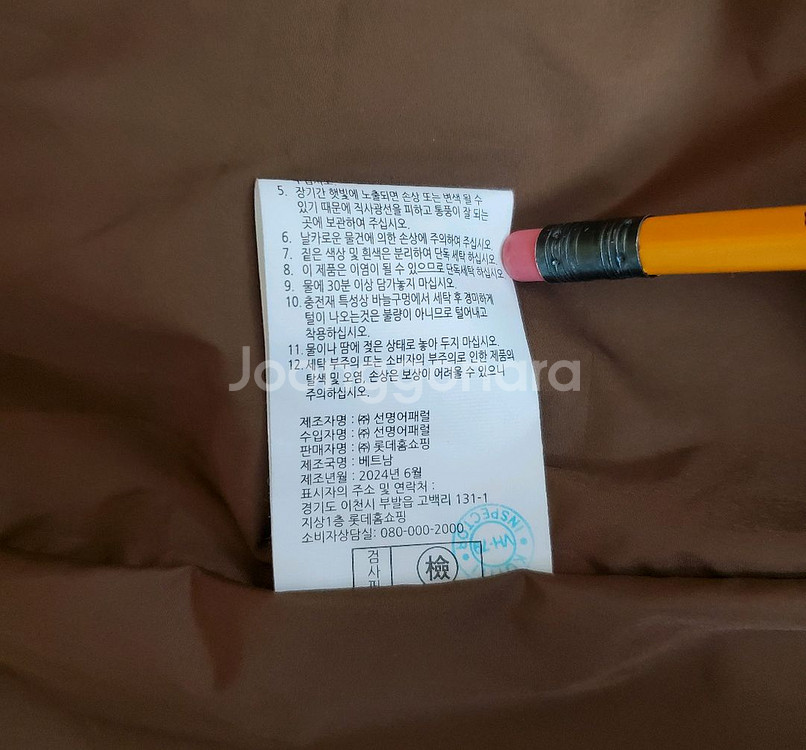 5. 장기간 햇빛에 노출되면 손상 또는 변색 될 수
있기 때문에 직사광선을 피하고 통풍이 잘 되는
곳에 보관하여 주십시오.
6. 날카로운 물건에 의한 손상에 주의하여 주십시오.
7. 짙은 색상 및 흰색은 분리하여 단독 세탁 하십시오.
8. 이 제품은 이염이 될 수 있으므로 단독세탁 하십시오.
9. 물에 30분 이상 담가놓지 마십시오.
10. 충전재 특성상 바늘구멍에서 세탁 후 경미하게
털이 나오는것은 불량이 아니므로 털어내고
착용하십시오.
11. 물이나 땀에 젖은 상태로 놓아 두지 마십시오.
12. 세탁 부주의 또는 소비자의 부주의로 인한 제품의
탈색 및 오염, 손상은 보상이 어려울 수 있으니
주의하십시오.
Joonggonara
제조자명 : ㈜ 선명어패럴
수입자명 : ㈜ 선명어패럴
판매자명 : ㈜ 롯데홈쇼핑
제조국명 : 베트남
제조년월 : 2024년 6월
표시자의 주소 및 연락처 :
경기도 이천시 부발읍 고백리 131-1
지상1층 롯데홈쇼핑
소비자상담실: 080-000-2000
INSPECTOR
검사
檢